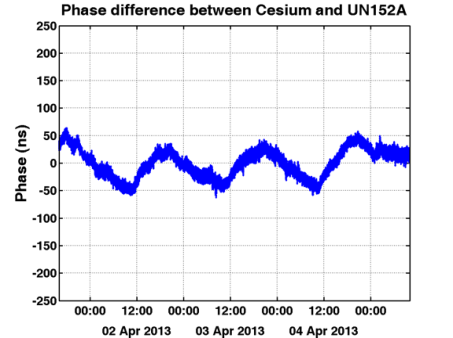 Phase difference between Cesium and UN152A
250
200
150
100
50
0
-50
-100
-150
-200
-250
Phase (ns)
00:00 12:00 00:00 12:00 00:00 12:00 00:00
02 Apr 2013 03 Apr 2013 04 Apr 2013